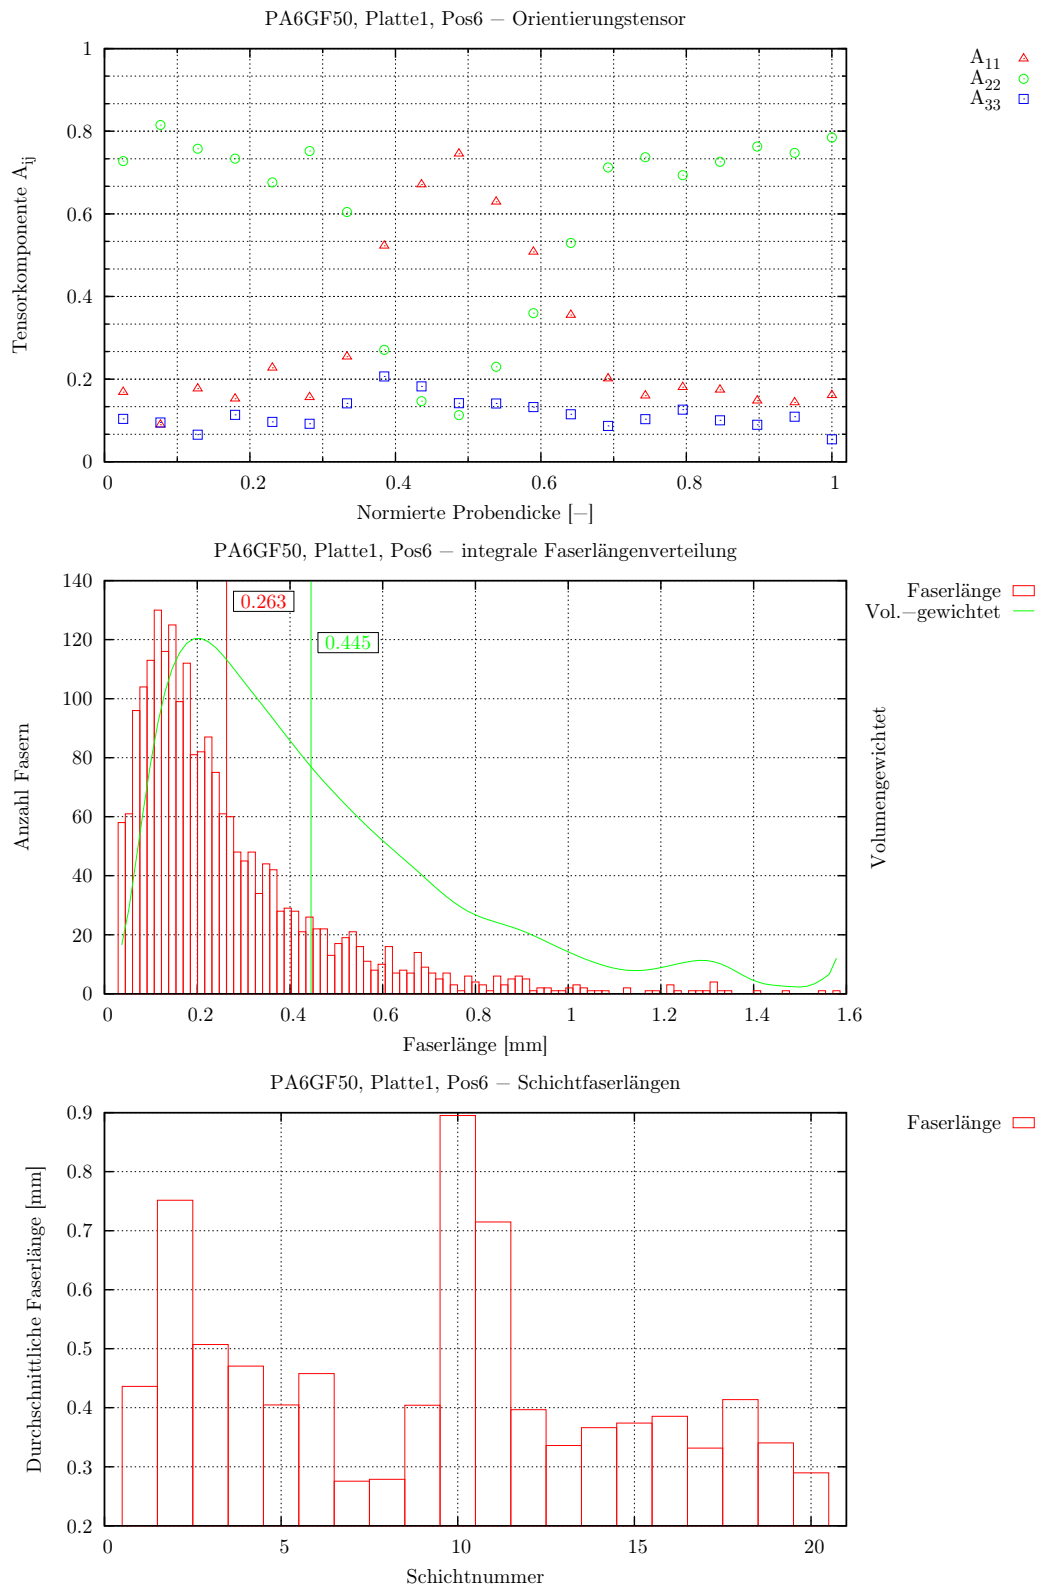 PA6GF50, Platte1, Pos6 − Orientierungstensor
A11
A22
A33
Tensorkomponente Aij
1
0.8
0.6
0.4
0.2
0
0 0.2 0.4 0.6 0.8 1
Normierte Probendicke [−]
PA6GF50, Platte1, Pos6 − integrale Faserlängenverteilung
Faserlänge
Vol.−gewichtet
0.263
0.445
Anzahl Fasern
Volumengewichtet
140
120
100
80
60
40
20
0
0 0.2 0.4 0.6 0.8 1 1.2 1.4 1.6
Faserlänge [mm]
PA6GF50, Platte1, Pos6 − Schichtfaserlängen
Faserlänge
Durchschnittliche Faserlänge [mm]
0.9
0.8
0.7
0.6
0.5
0.4
0.3
0.2
0 5 10 15 20
Schichtnummer